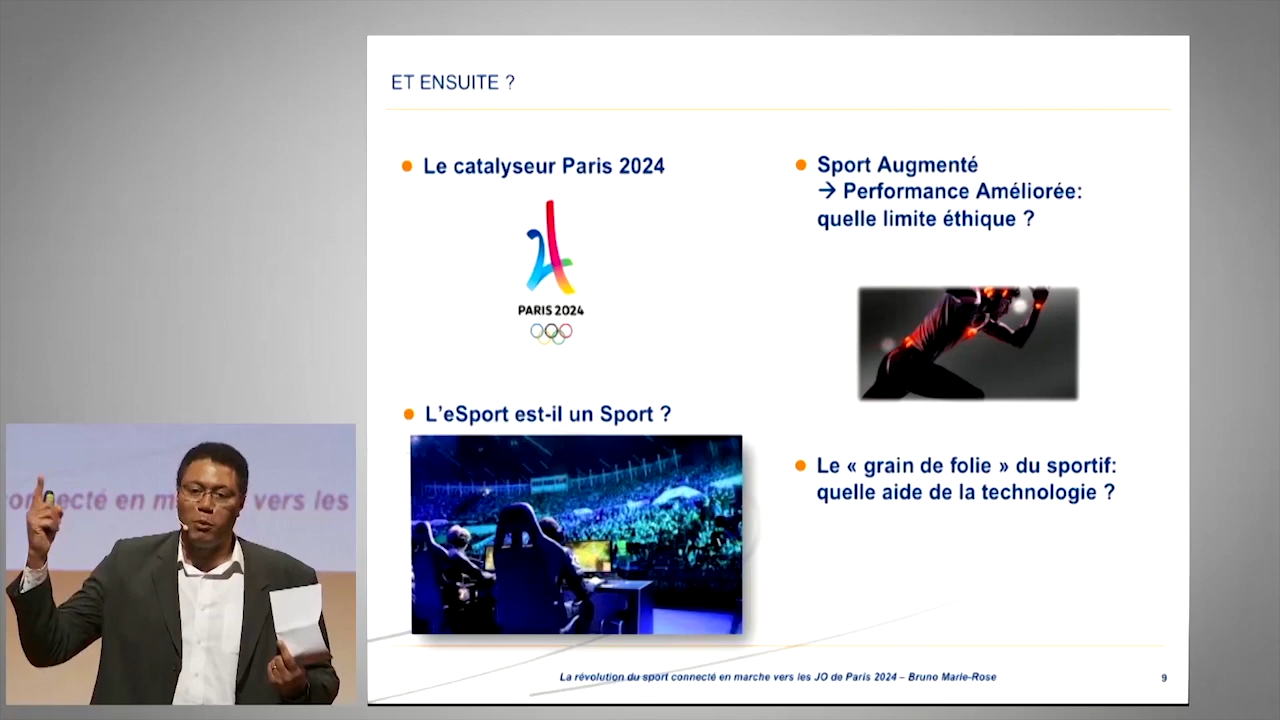 ET ENSUITE ?
Le catalyseur Paris 2024
PARIS 2024
L'eSport est-il un Sport ?
Sport Augmenté
→ Performance Améliorée:
quelle limite éthique ?
Le « grain de folie » du sportif:
quelle aide de la technologie ?
La révolution du sport connecté en marche vers les JO de Paris 2024 – Bruno Marie-Rose
9
connecté en vers les